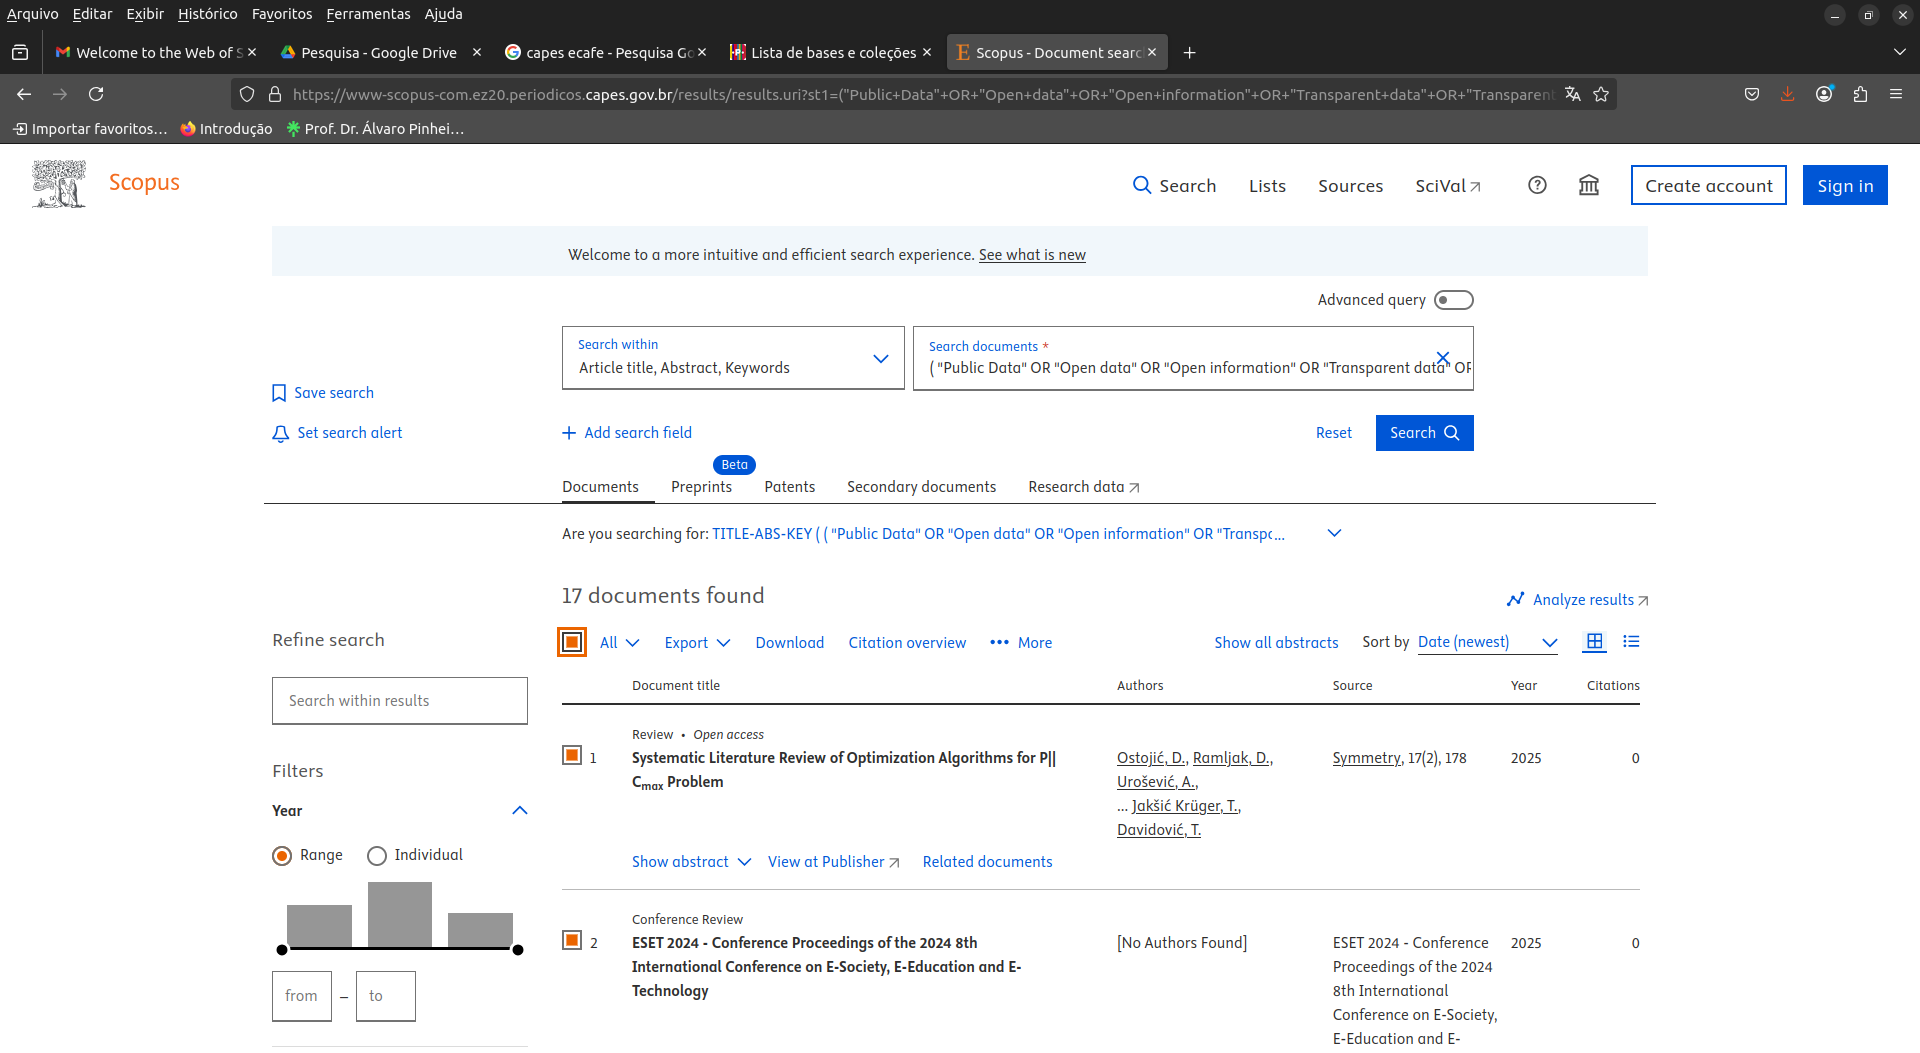 Arquivo Editar Exibir Histórico Favoritos Ferramentas Ajuda
Welcome to the Web of S
Pesquisa - Google Drive
capes ecafe - Pesquisa Go
Lista de bases e coleções
Scopus - Document searc
https://www-scopus-com.ez20.periodicos.capes.gov.br/results/results.uri?st1=("Public+Data"+OR+"Open+data"+OR+"Open+information"+OR+"Transparent+data"+OR+"Transparent
Importar favoritos… Introdução Prof. Dr. Álvaro Pinhei…
Scopus
Search Lists Sources SciVal Create account Sign in
Welcome to a more intuitive and efficient search experience. See what is new
Advanced query
Search within
Article title, Abstract, Keywords
Search documents *
( "Public Data" OR "Open data" OR "Open information" OR "Transparent data" OR
Save search
Set search alert
Add search field
Reset Search
Beta
Documents Preprints Patents Secondary documents Research data
Are you searching for: TITLE-ABS-KEY ( ( "Public Data" OR "Open data" OR "Open information" OR "Transpa...
17 documents found
Analyze results
Refine search
All Export Download Citation overview ••• More Show all abstracts Sort by Date (newest)
Document title Authors Source Year Citations
Search within results
Filters
Year
Range Individual
from – to
Review • Open access
1 Systematic Literature Review of Optimization Algorithms for P||
Cmax Problem
Ostojić, D., Ramljak, D.,
Urošević, A.,
... Jakšić Krüger, T.,
Davidović, T.
Symmetry, 17(2), 178 2025 0
Show abstract View at Publisher Related documents
Conference Review
2 ESET 2024 - Conference Proceedings of the 2024 8th
International Conference on E-Society, E-Education and E-
Technology
[No Authors Found]
ESET 2024 - Conference
Proceedings of the 2024
8th International
Conference on E-Society,
E-Education and E-
2025 0